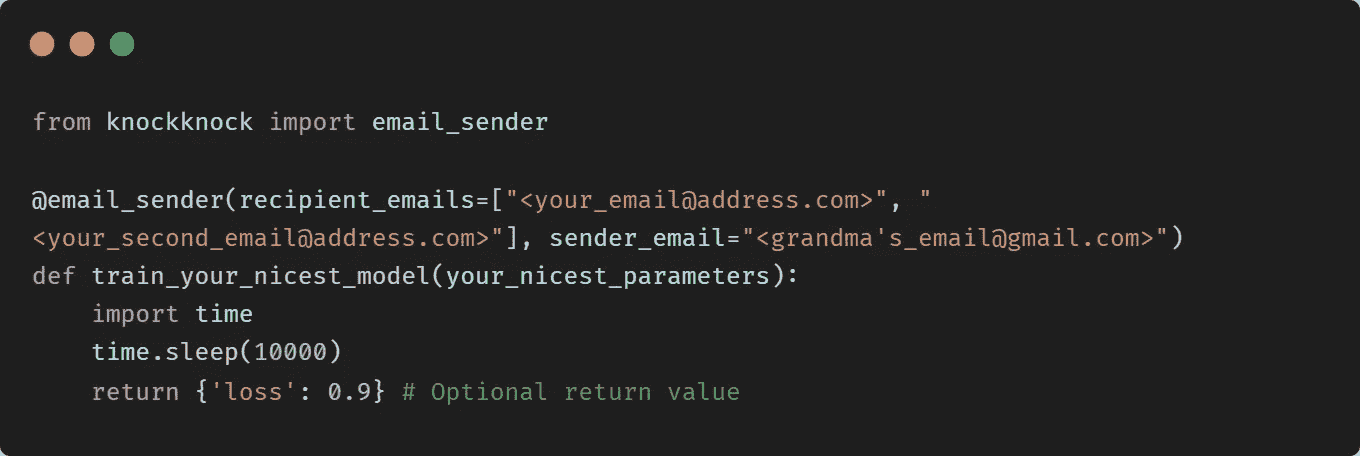 from knockknock import email_sender

@email_sender(recipient_emails=["<your_email@address.com>", "
<your_second_email@address.com>"], sender_email="<grandma's_email@gmail.com>")
def train_your_nicest_model(your_nicest_parameters):
    import time
    time.sleep(10000)
    return {'loss': 0.9} # Optional return value